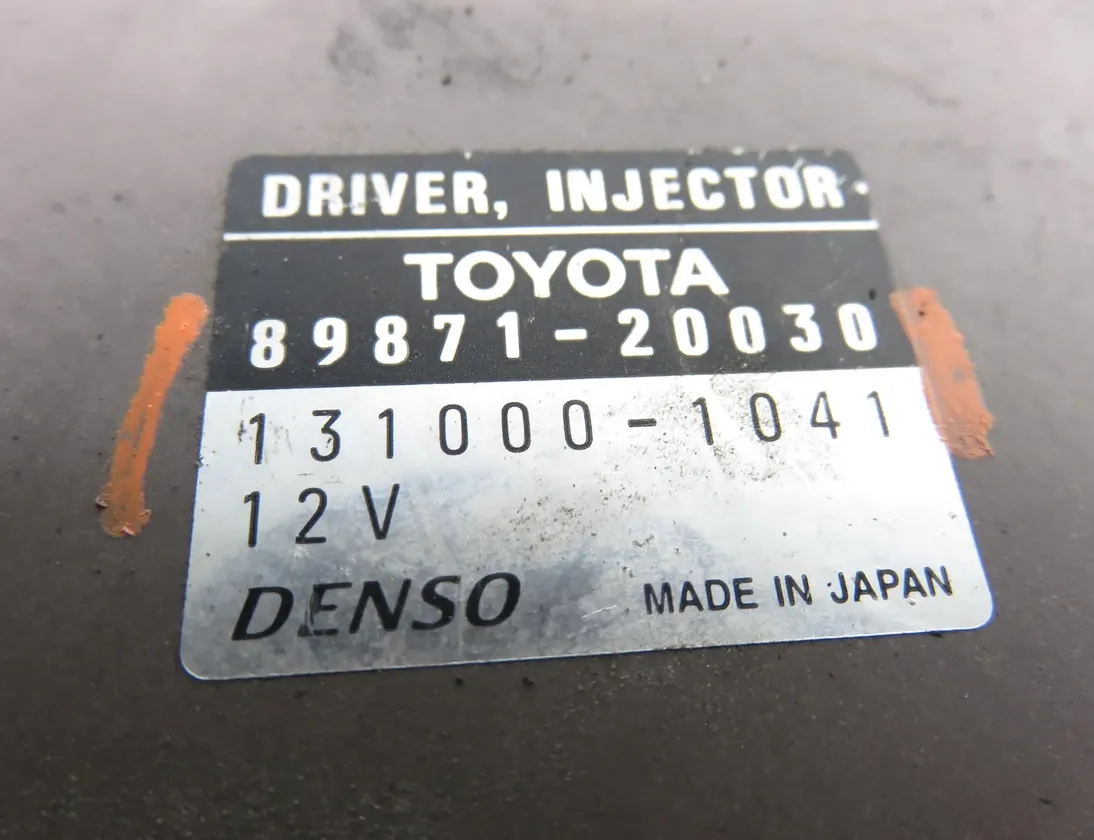 DRIVER, INJECTOR
TOYOTA
89871-20030
131000-1041
12V
DENSO MADE IN JAPAN